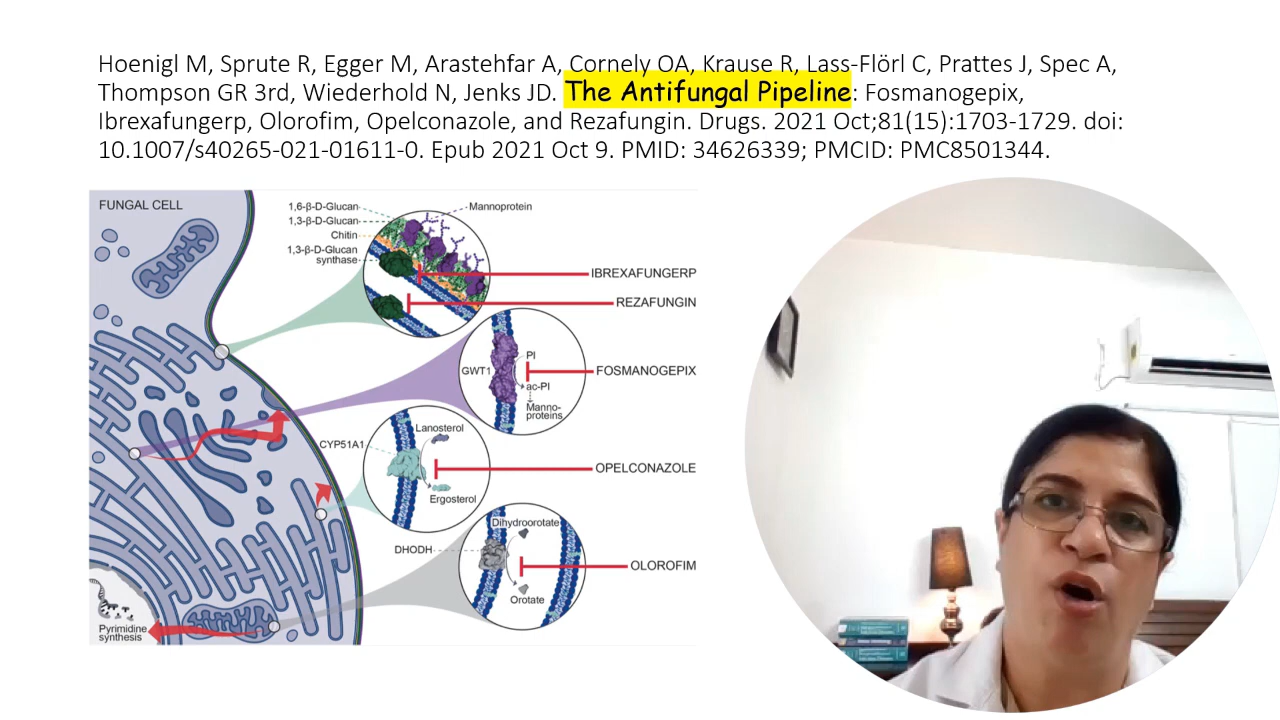 Hoenigl M, Sprute R, Egger M, Arastehfar A, Cornely OA, Krause R, Lass-Flörl C, Prattes J, Spec A,
Thompson GR 3rd, Wiederhold N, Jenks JD. The Antifungal Pipeline: Fosmanogepix,
Ibrexafungerp, Olorofim, Opelconazole, and Rezafungin. Drugs. 2021 Oct;81(15):1703-1729. doi:
10.1007/s40265-021-01611-0. Epub 2021 Oct 9. PMID: 34626339; PMCID: PMC8501344.
FUNGAL CELL
1,6-β-D-Glucan
1,3-β-D-Glucan
Chitin
1,3-β-D-Glucan
synthase
Mannoprotein
IBREXAFUNGERP
REZAFUNGIN
GWT1
PI
ac-PI
Manno-
proteins
FOSMANOGEPIX
CYP51A1
Lanosterol
Ergosterol
OPELCONAZOLE
DHODH
Dihydroorotate
Orotate
OLOROFIM
Pyrimidine
synthesis